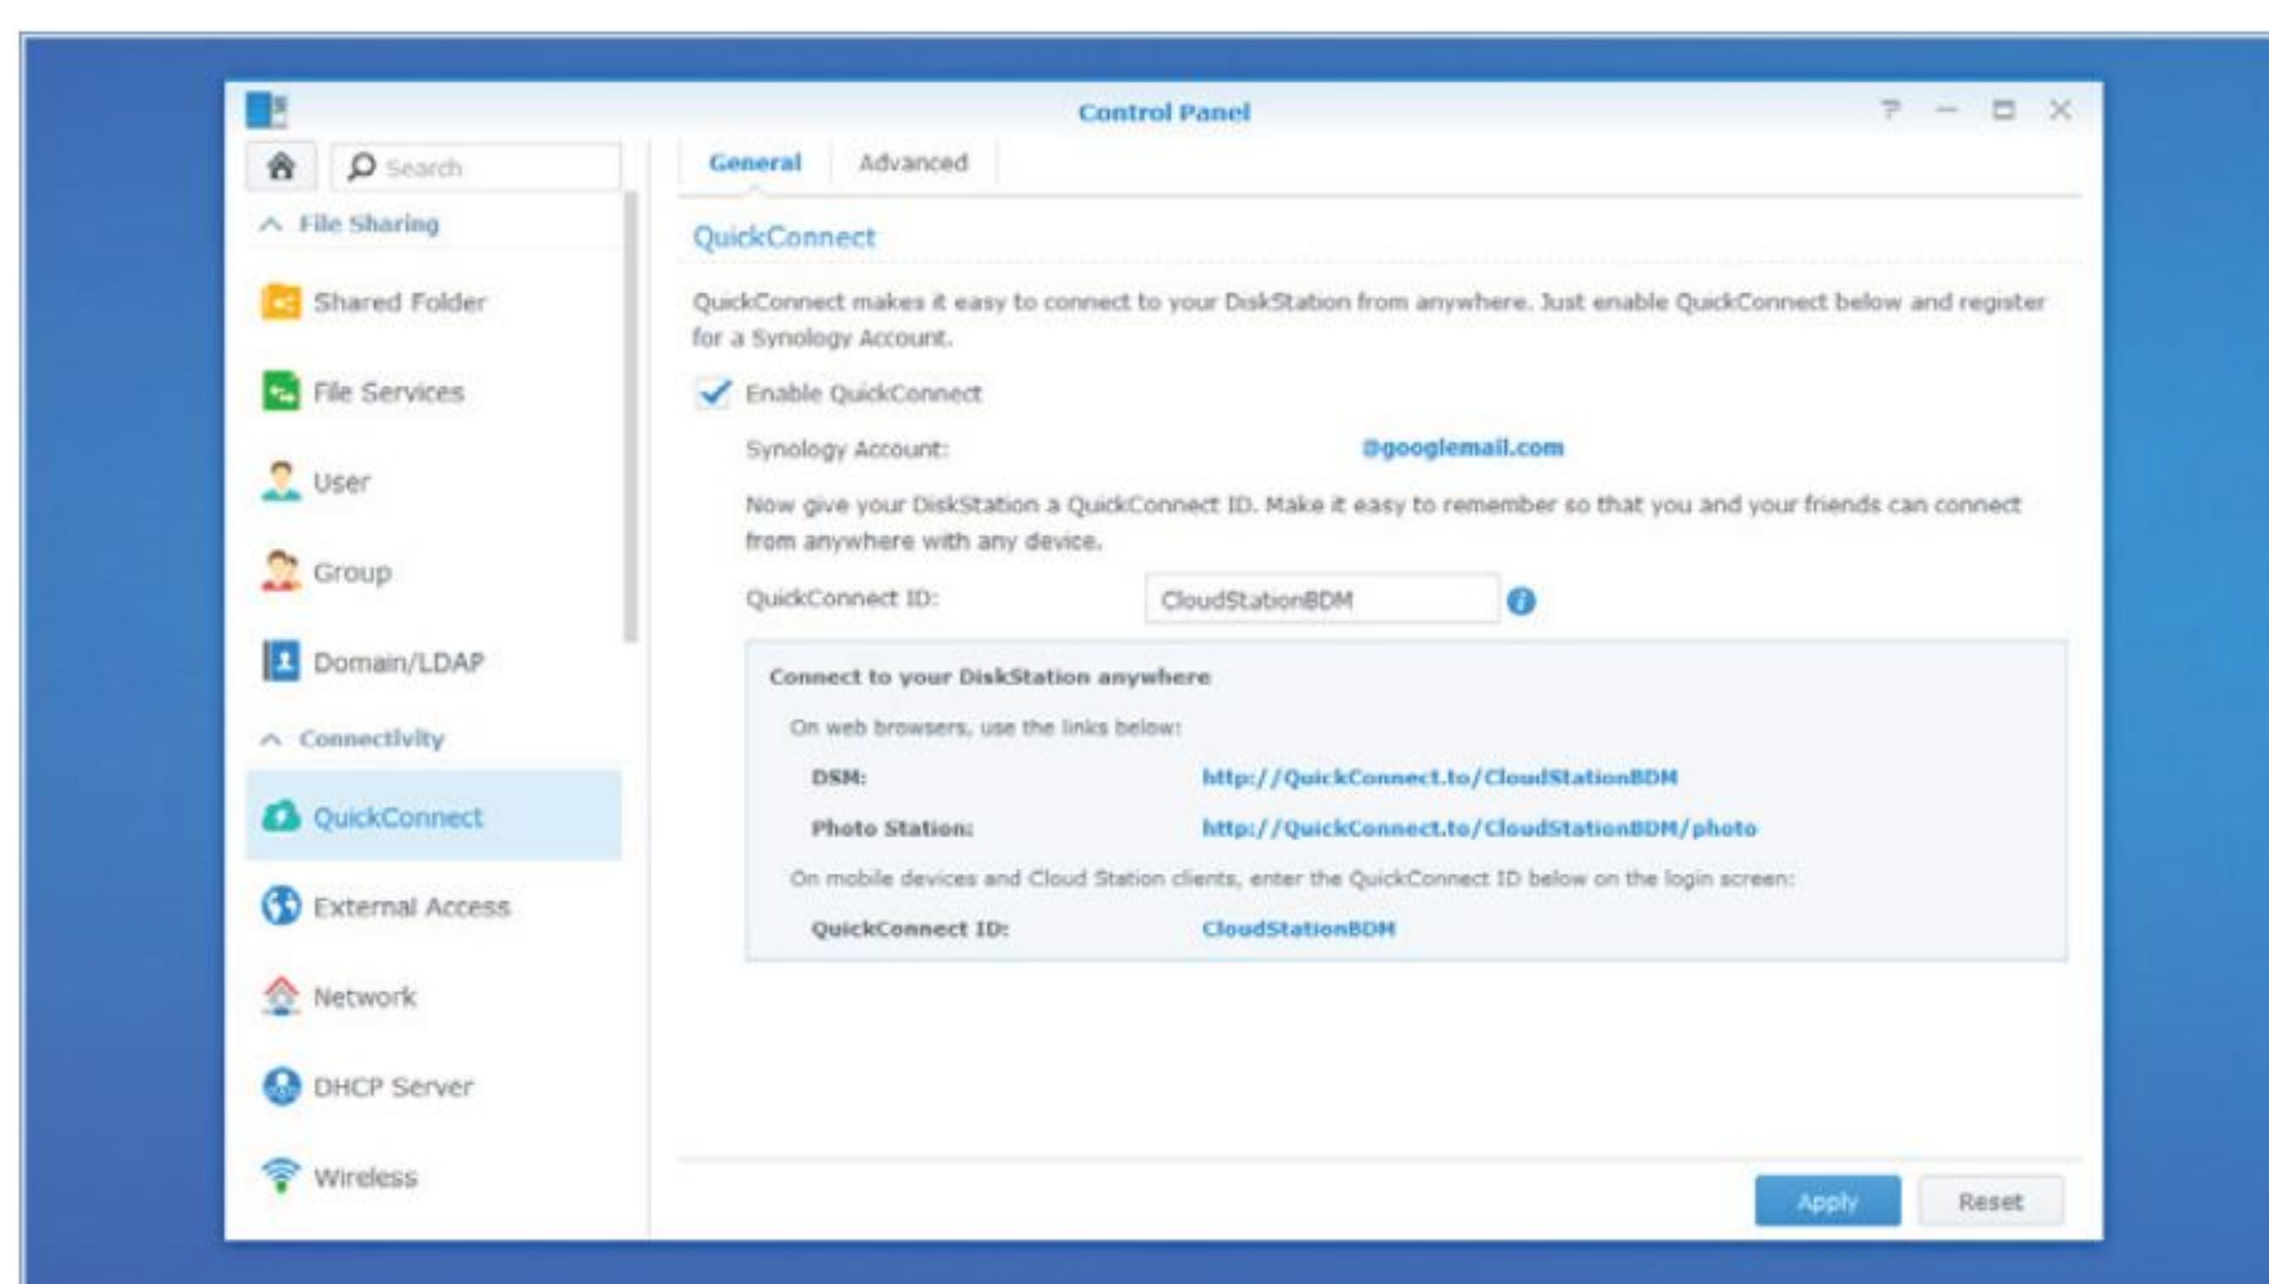 Control Panel
Search
General
Advanced
File Sharing
QuickConnect
Shared Folder
QuickConnect makes it easy to connect to your DiskStation from anywhere. Just enable QuickConnect below and register
for a Synology Account.
File Services
Enable QuickConnect
Synology Account:
@googlemail.com
User
Now give your DiskStation a QuickConnect ID. Make it easy to remember so that you and your friends can connect
from anywhere with any device.
Group
QuickConnect ID:
CloudStationBDM
Domain/LDAP
Connect to your DiskStation anywhere
On web browsers, use the links below:
Connectivity
DSM:
http://QuickConnect.to/CloudStationBDM
QuickConnect
Photo Station:
http://QuickConnect.to/CloudStationBDM/photo
On mobile devices and Cloud Station clients, enter the QuickConnect ID below on the login screen:
External Access
QuickConnect ID:
CloudStationBDM
Network
DHCP Server
Wireless
Apply
Reset